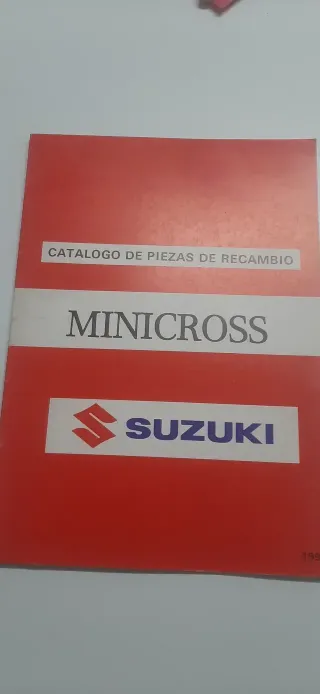 CATALOGO DE PIEZAS DE RECAMBIO
MINICROSS
SUZUKI